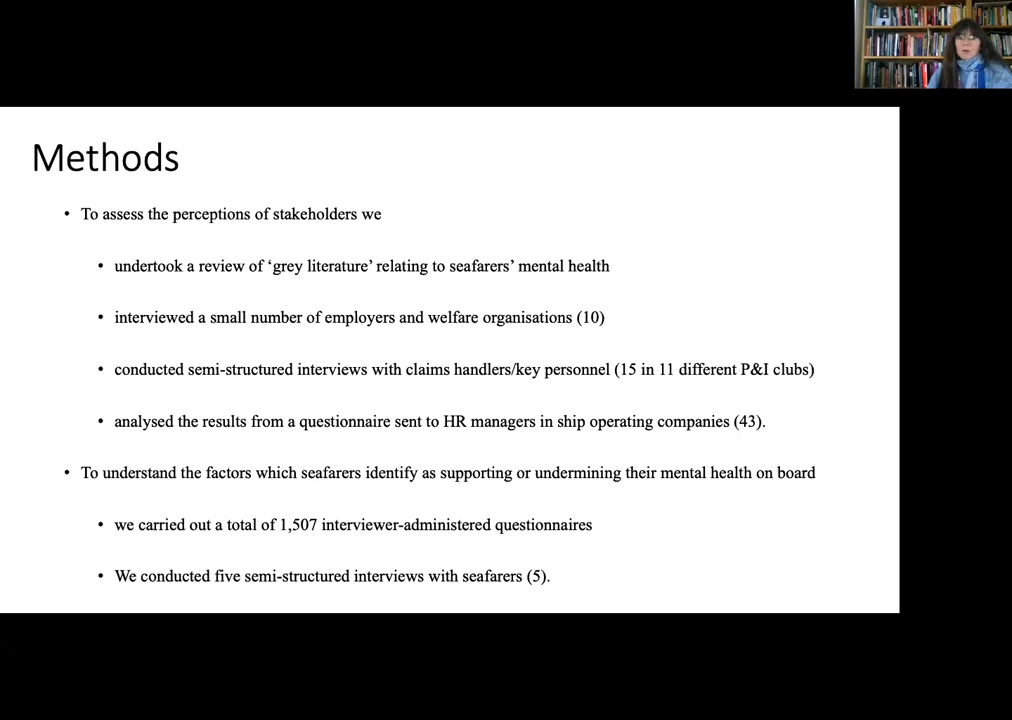 Methods
• To assess the perceptions of stakeholders we
• undertook a review of ‘grey literature’ relating to seafarers’ mental health
• interviewed a small number of employers and welfare organisations (10)
• conducted semi-structured interviews with claims handlers/key personnel (15 in 11 different P&I clubs)
• analysed the results from a questionnaire sent to HR managers in ship operating companies (43).
• To understand the factors which seafarers identify as supporting or undermining their mental health on board
• we carried out a total of 1,507 interviewer-administered questionnaires
• We conducted five semi-structured interviews with seafarers (5).